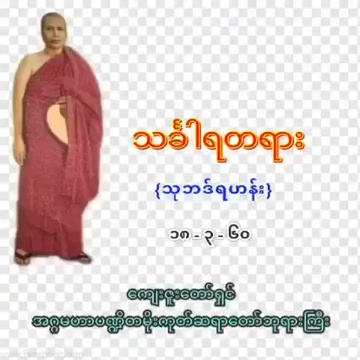 သင်္ခါရတရား
{သုဘဒ်ရဟန်း}
၁၈-၃-၆၀
ကျေးဇူးတော်ရှင်
အဂ္ဂမဟာပဏ္ဍိတမိုးကုတ်ဆရာတော်ဘုရားကြီး